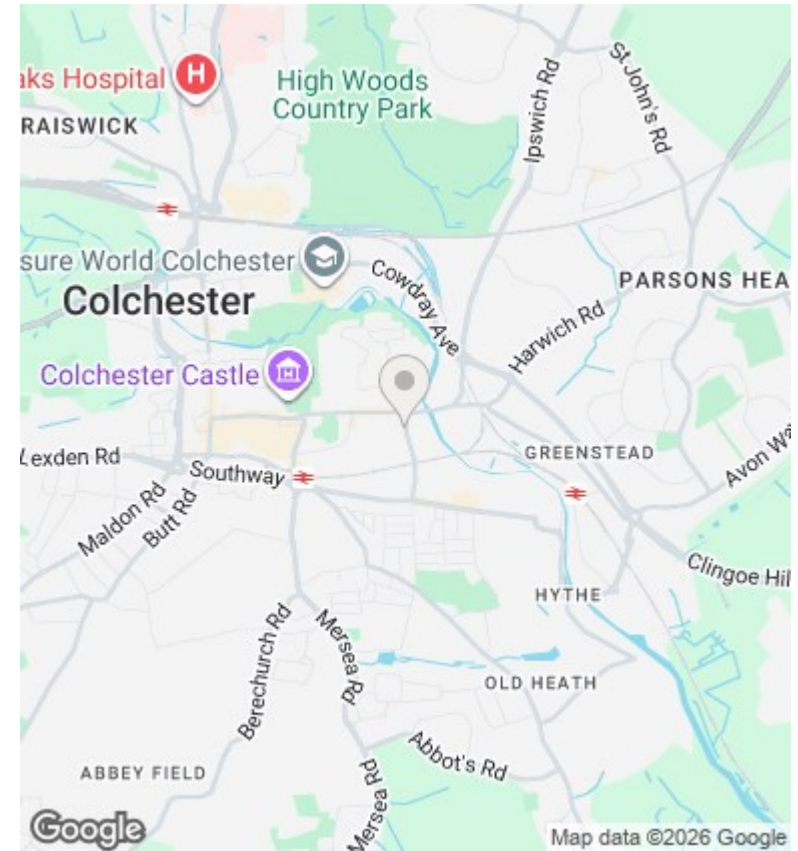 aks Hospital
H
High Woods
Country Park
RAISWICK
Ipswich Rd
St John's Rd
sure World Colchester
Cowdray Ave
PARSONS HEA
Colchester
Harwich Rd
Colchester Castle
GREENSTEAD
Lexden Rd
Southway
Avon Wa
Maldon Rd
Butt Rd
Clingoe Hil
HYTHE
Berechurch Rd
Mersea Rd
OLD HEATH
Abbot's Rd
ABBEY FIELD
Mersea Rd
Google
Map data ©2026 Google